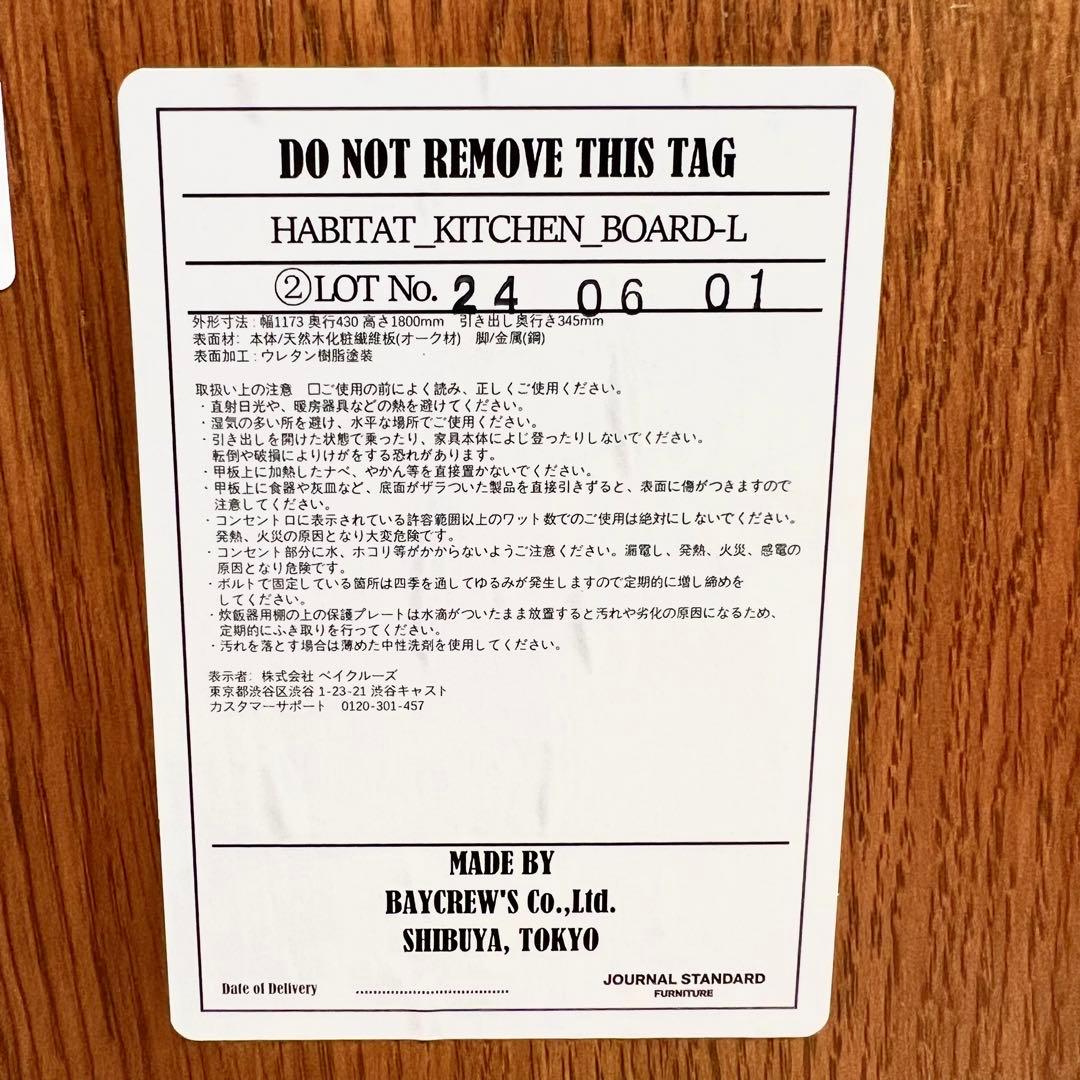 DO NOT REMOVE THIS TAG
HABITAT_KITCHEN_BOARD-L
②LOT No. 24 06 01
外形寸法：幅1173 奥行430 高さ1800mm　引き出し奥行き345mm
表面材：本体/天然木化粧繊維板(オーク材)　脚/金属(鋼)
表面加工：ウレタン樹脂塗装
取扱い上の注意　□ご使用の前によく読み、正しくご使用ください。
・直射日光や、暖房器具などの熱を避けてください。
・湿気の多い所を避け、水平な場所でご使用ください。
・引き出しを開けた状態で乗ったり、家具本体によじ登ったりしないでください。
転倒や破損によりけがをする恐れがあります。
・甲板上に加熱したナベ、やかん等を直接置かないでください。
・甲板上に食器や灰皿など、底面がザラついた製品を直接引きずると、表面に傷がつきますので
注意してください。
・コンセント口に表示されている許容範囲以上のワット数でのご使用は絶対にしないでください。
発熱、火災の原因となり大変危険です。
・コンセント部分に水、ホコリ等がかからないようご注意ください。漏電し、発熱、火災、感電の
原因となり危険です。
・ボルトで固定している箇所は四季を通してゆるみが発生しますので定期的に増し締めを
してください。
・炊飯器用棚の上の保護プレートは水滴がついたまま放置すると汚れや劣化の原因になるため、
定期的にふき取りを行ってください。
・汚れを落とす場合は薄めた中性洗剤を使用してください。
表示者：株式会社 ベイクルーズ
東京都渋谷区渋谷 1-23-21 渋谷キャスト
カスタマーサポート　0120-301-457
MADE BY
BAYCREW'S Co.,Ltd.
SHIBUYA, TOKYO
Date of Delivery ........................................
JOURNAL STANDARD
FURNITURE